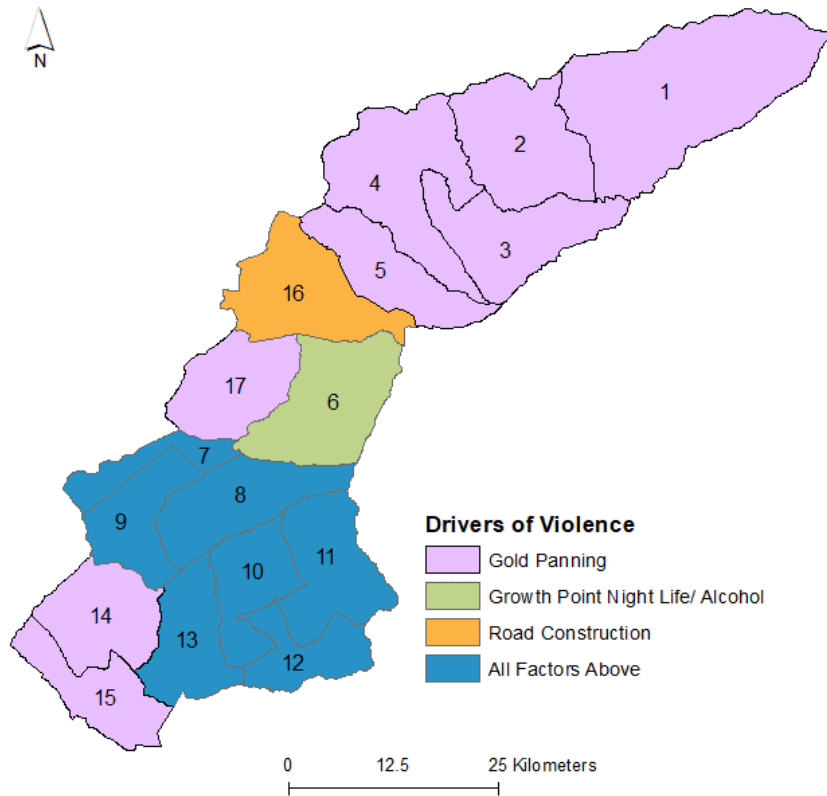 N
1
2
4
3
5
16
17
6
7
8
9
10
11
14
13
12
15
Drivers of Violence
Gold Panning
Growth Point Night Life/ Alcohol
Road Construction
All Factors Above
0 12.5 25 Kilometers